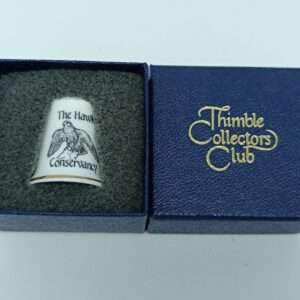 The Hawk
Conservancy
Thimble
Collectors
Club